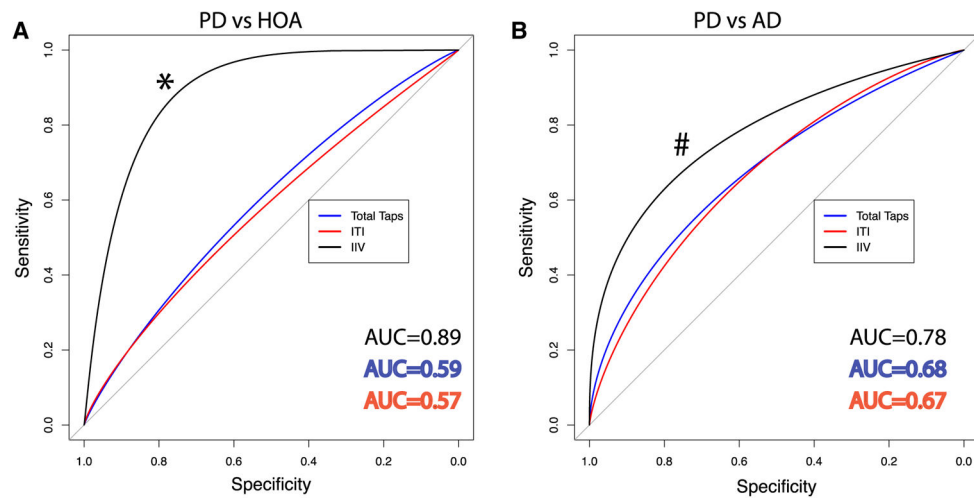 A
PD vs HOA
Sensitivity
1.0
0.8
0.6
0.4
0.2
0.0
*
Total Taps
ITI
IIV
AUC=0.89
AUC=0.59
AUC=0.57
1.0 0.8 0.6 0.4 0.2 0.0
Specificity
B
PD vs AD
Sensitivity
1.0
0.8
0.6
0.4
0.2
0.0
#
Total Taps
ITI
IIV
AUC=0.78
AUC=0.68
AUC=0.67
1.0 0.8 0.6 0.4 0.2 0.0
Specificity